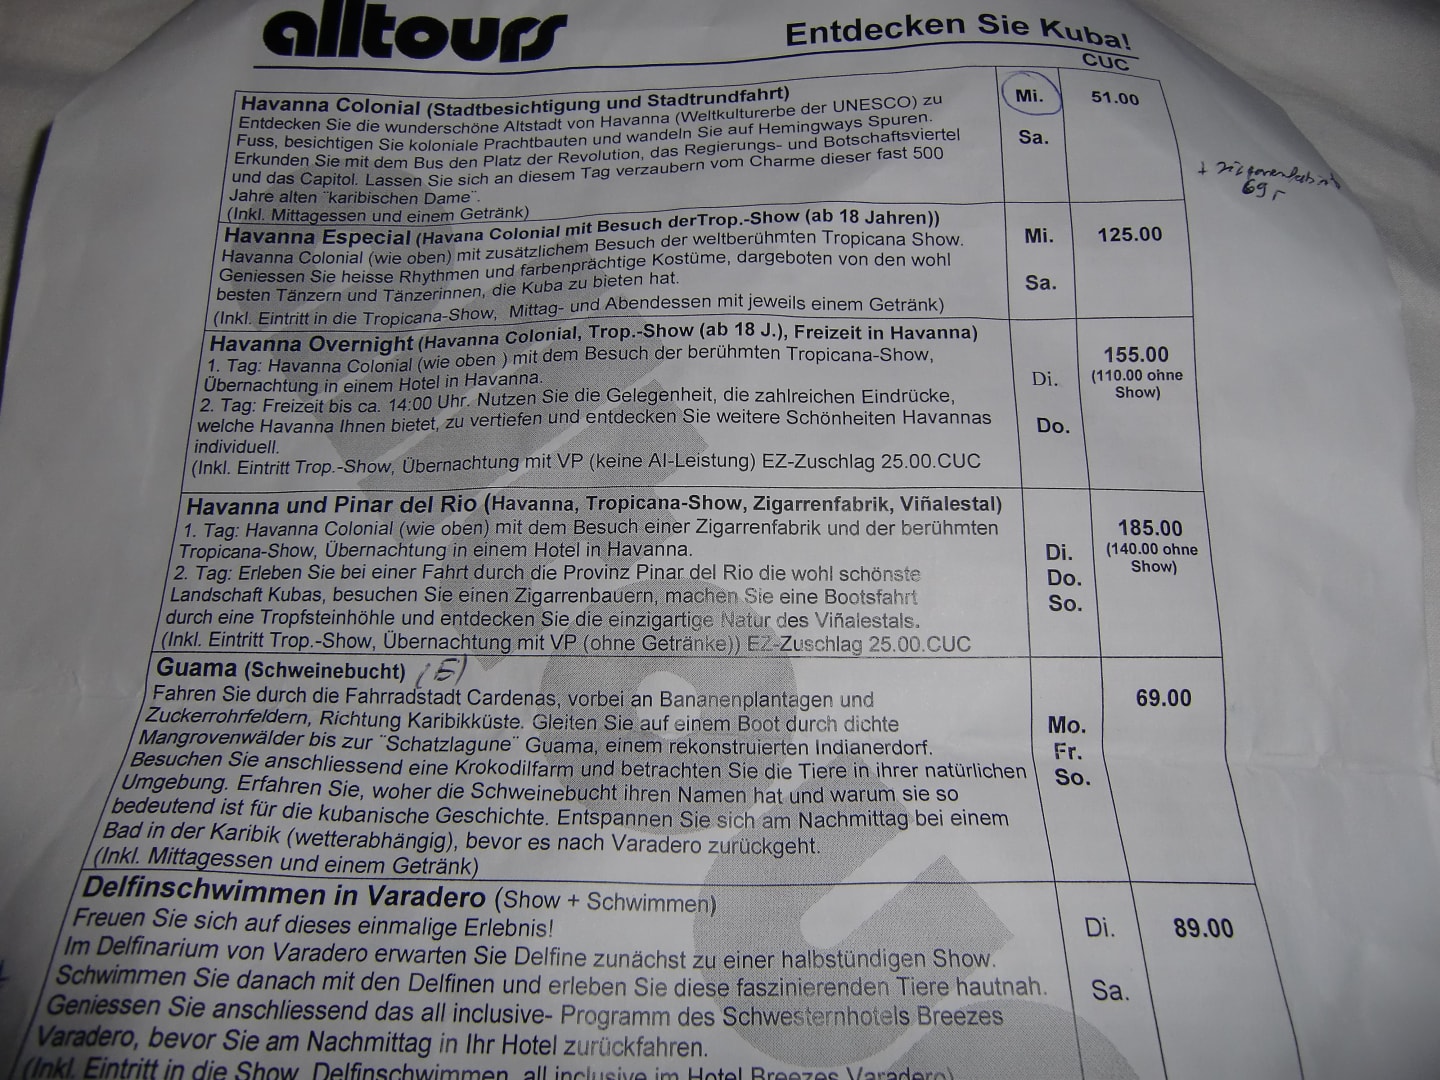 alltours
Entdecken Sie Kuba!
CUC
Havanna Colonial (Stadtbesichtigung und Stadtrundfahrt)
Entdecken Sie die wunderschöne Altstadt von Havanna (Weltkulturerbe der UNESCO) zu
Fuss, besichtigen Sie koloniale Prachtbauten und wandeln Sie auf Hemingways Spuren.
Erkunden Sie mit dem Bus den Platz der Revolution, das Regierungs- und Botschaftsviertel
und das Capitol. Lassen Sie sich an diesem Tag verzaubern vom Charme dieser fast 500
Jahre alten ¨karibischen Dame¨.
(Inkl. Mittagessen und einem Getränk)
Mi.
Sa.
51.00
+
69
Havanna Especial (Havana Colonial mit Besuch derTrop.-Show (ab 18 Jahren))
Havanna Colonial (wie oben) mit zusätzlichem Besuch der weltberühmten Tropicana Show.
Geniessen Sie heisse Rhythmen und farbenprächtige Kostüme, dargeboten von den wohl
besten Tänzern und Tänzerinnen, die Kuba zu bieten hat.
(Inkl. Eintritt in die Tropicana-Show, Mittag- und Abendessen mit jeweils einem Getränk)
Mi.
Sa.
125.00
Havanna Overnight (Havanna Colonial, Trop.-Show (ab 18 J.), Freizeit in Havanna)
1. Tag: Havanna Colonial (wie oben ) mit dem Besuch der berühmten Tropicana-Show,
Übernachtung in einem Hotel in Havanna.
2. Tag: Freizeit bis ca. 14:00 Uhr. Nutzen Sie die Gelegenheit, die zahlreichen Eindrücke,
welche Havanna Ihnen bietet, zu vertiefen und entdecken Sie weitere Schönheiten Havannas
individuell.
(Inkl. Eintritt Trop.-Show, Übernachtung mit VP (keine AI-Leistung) EZ-Zuschlag 25.00.CUC
Di.
Do.
155.00
(110.00 ohne
Show)
Havanna und Pinar del Rio (Havanna, Tropicana-Show, Zigarrenfabrik, Viñalestal)
1. Tag: Havanna Colonial (wie oben) mit dem Besuch einer Zigarrenfabrik und der berühmten
Tropicana-Show, Übernachtung in einem Hotel in Havanna.
2. Tag: Erleben Sie bei einer Fahrt durch die Provinz Pinar del Rio die wohl schönste
Landschaft Kubas, besuchen Sie einen Zigarrenbauern, machen Sie eine Bootsfahrt
durch eine Tropfsteinhöhle und entdecken Sie die einzigartige Natur des Viñalestals.
(Inkl. Eintritt Trop.-Show, Übernachtung mit VP (ohne Getränke)) EZ-Zuschlag 25.00CUC
Di.
Do.
So.
185.00
(140.00 ohne
Show)
Guama (Schweinebucht)
Fahren Sie durch die Fahrradstadt Cardenas, vorbei an Bananenplantagen und
Zuckerrohrfeldern, Richtung Karibikküste. Gleiten Sie auf einem Boot durch dichte
Mangrovenwälder bis zur ¨Schatzlagune¨ Guama, einem rekonstruierten Indianerdorf.
Besuchen Sie anschliessend eine Krokodilfarm und betrachten Sie die Tiere in ihrer natürlichen
Umgebung. Erfahren Sie, woher die Schweinebucht ihren Namen hat und warum sie so
bedeutend ist für die kubanische Geschichte. Entspannen Sie sich am Nachmittag bei einem
Bad in der Karibik (wetterabhängig), bevor es nach Varadero zurückgeht.
(Inkl. Mittagessen und einem Getränk)
Mo.
Fr.
So.
69.00
Delfinschwimmen in Varadero (Show + Schwimmen)
Freuen Sie sich auf dieses einmalige Erlebnis!
Im Delfinarium von Varadero erwarten Sie Delfine zunächst zu einer halbstündigen Show.
Schwimmen Sie danach mit den Delfinen und erleben Sie diese faszinierenden Tiere hautnah.
Geniessen Sie anschliessend das all inclusive- Programm des Schwesternhotels Breezes
Varadero, bevor Sie am Nachmittag in Ihr Hotel zurückfahren.
(Inkl. Eintritt in die Show, Delfinschwimmen, all inclusive im Hotel Breezes Varadero)
Di.
Sa.
89.00